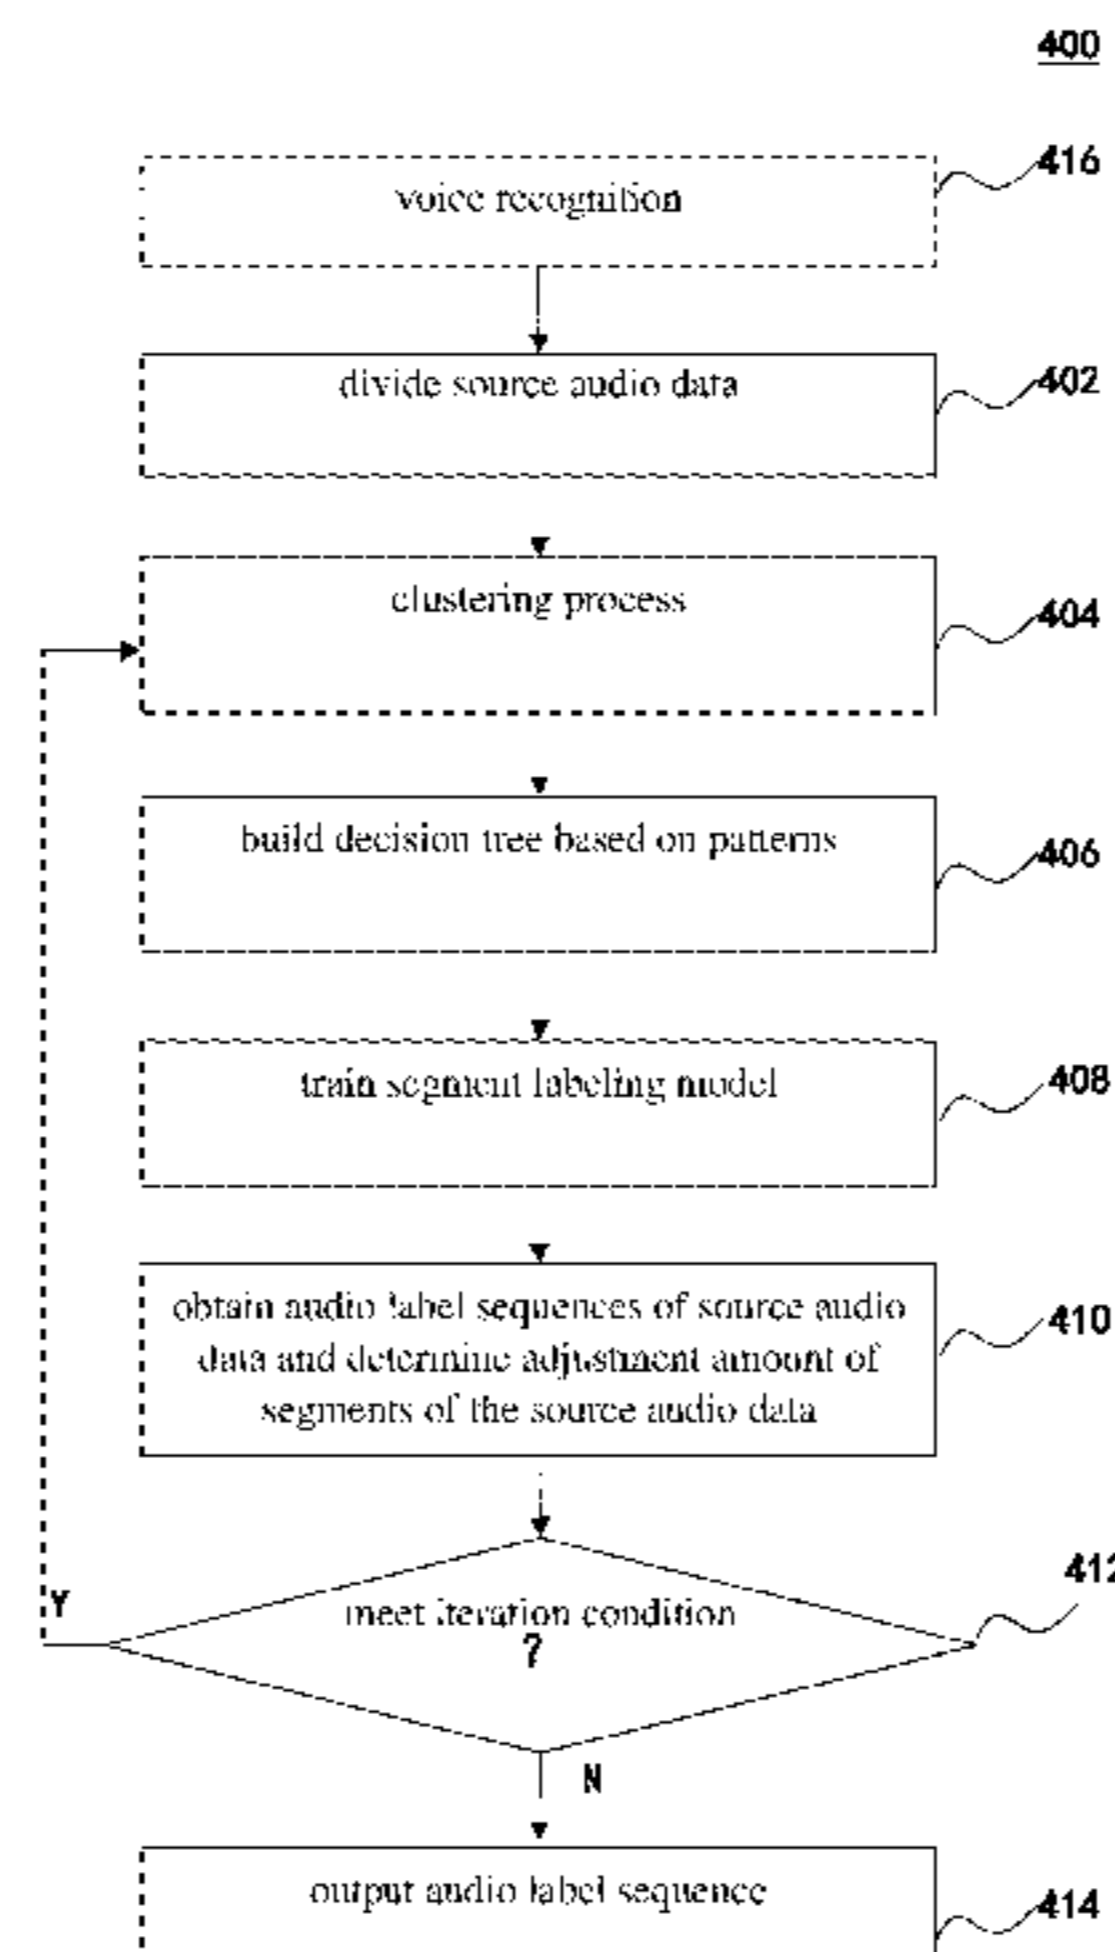 400
416
voice recognition
402
divide source audio data
404
clustering process
406
build decision tree based on patterns
408
train segment labeling model
410
obtain audio label sequences of source audio
data and determine adjustment amount of
segments of the source audio data
412
meet iteration condition
?
Y
N
414
output audio label sequence